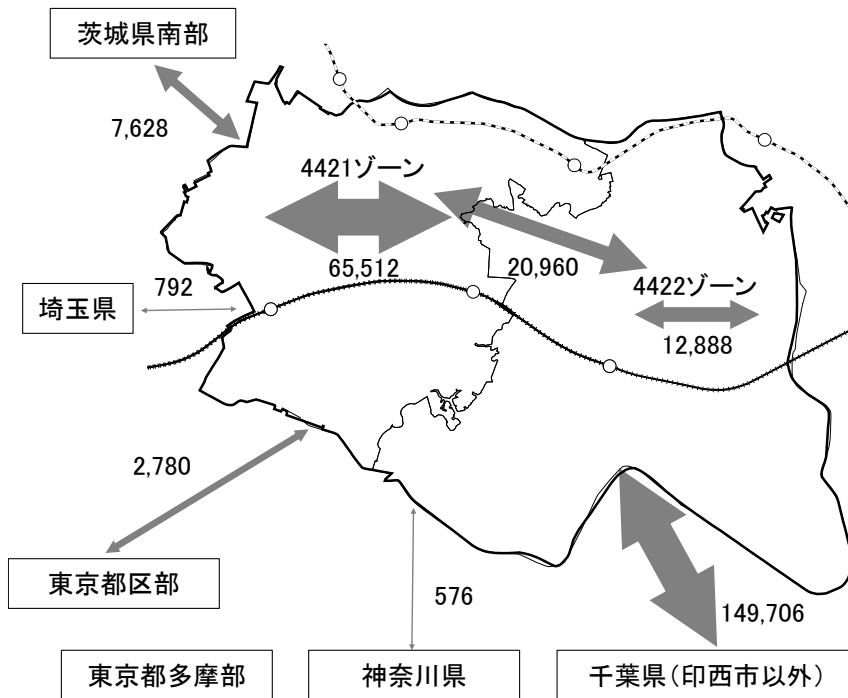 茨城県南部
7,628
4421ゾーン
65,512
20,960
792
埼玉県
4422ゾーン
12,888
2,780
東京都区部
576
149,706
東京都多摩部
神奈川県
千葉県(印西市以外)